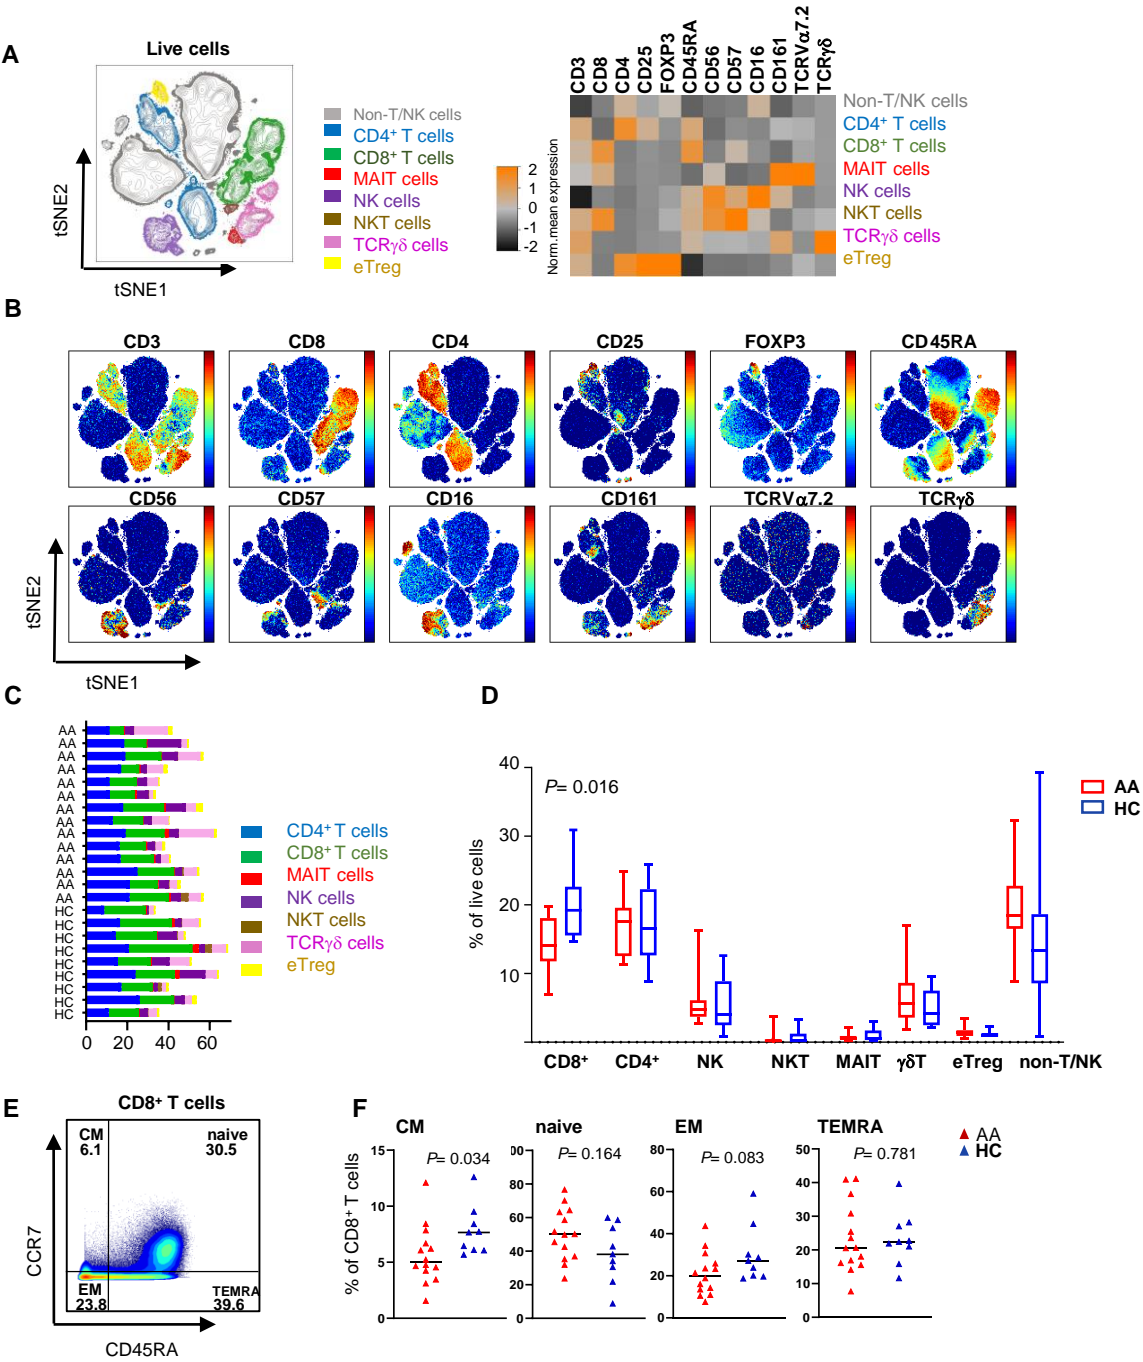 A
Live cells
tSNE2
tSNE1
Non-T/NK cells
CD4+ T cells
CD8+ T cells
MAIT cells
NK cells
NKT cells
TCRγδ cells
eTreg
2
1
0
-1
-2
Norm.mean expression
CD3
CD8
CD4
CD25
FOXP3
CD45RA
CD56
CD57
CD16
CD161
TCRVα7.2
TCRγδ
Non-T/NK cells
CD4+ T cells
CD8+ T cells
MAIT cells
NK cells
NKT cells
TCRγδ cells
eTreg
B
CD3
CD8
CD4
CD25
FOXP3
CD45RA
CD56
CD57
CD16
CD161
TCRVα7.2
TCRγδ
tSNE2
tSNE1
C
AA
AA
AA
AA
AA
AA
AA
AA
AA
AA
AA
AA
AA
AA
HC
HC
HC
HC
HC
HC
HC
HC
HC
0 20 40 60
CD4+ T cells
CD8+ T cells
MAIT cells
NK cells
NKT cells
TCRγδ cells
eTreg
D
% of live cells
40
30
20
10
P= 0.016
AA
HC
CD8+ CD4+ NK NKT MAIT γδT eTreg non-T/NK
E
CD8+ T cells
CM
6.1
naive
30.5
EM
23.8
TEMRA
39.6
CCR7
CD45RA
F
% of CD8+ T cells
CM
P= 0.034
15
10
5
0
naive
P= 0.164
00
80
60
40
20
0
EM
P= 0.083
80
60
40
20
0
TEMRA
P= 0.781
50
40
30
20
10
0
AA
HC